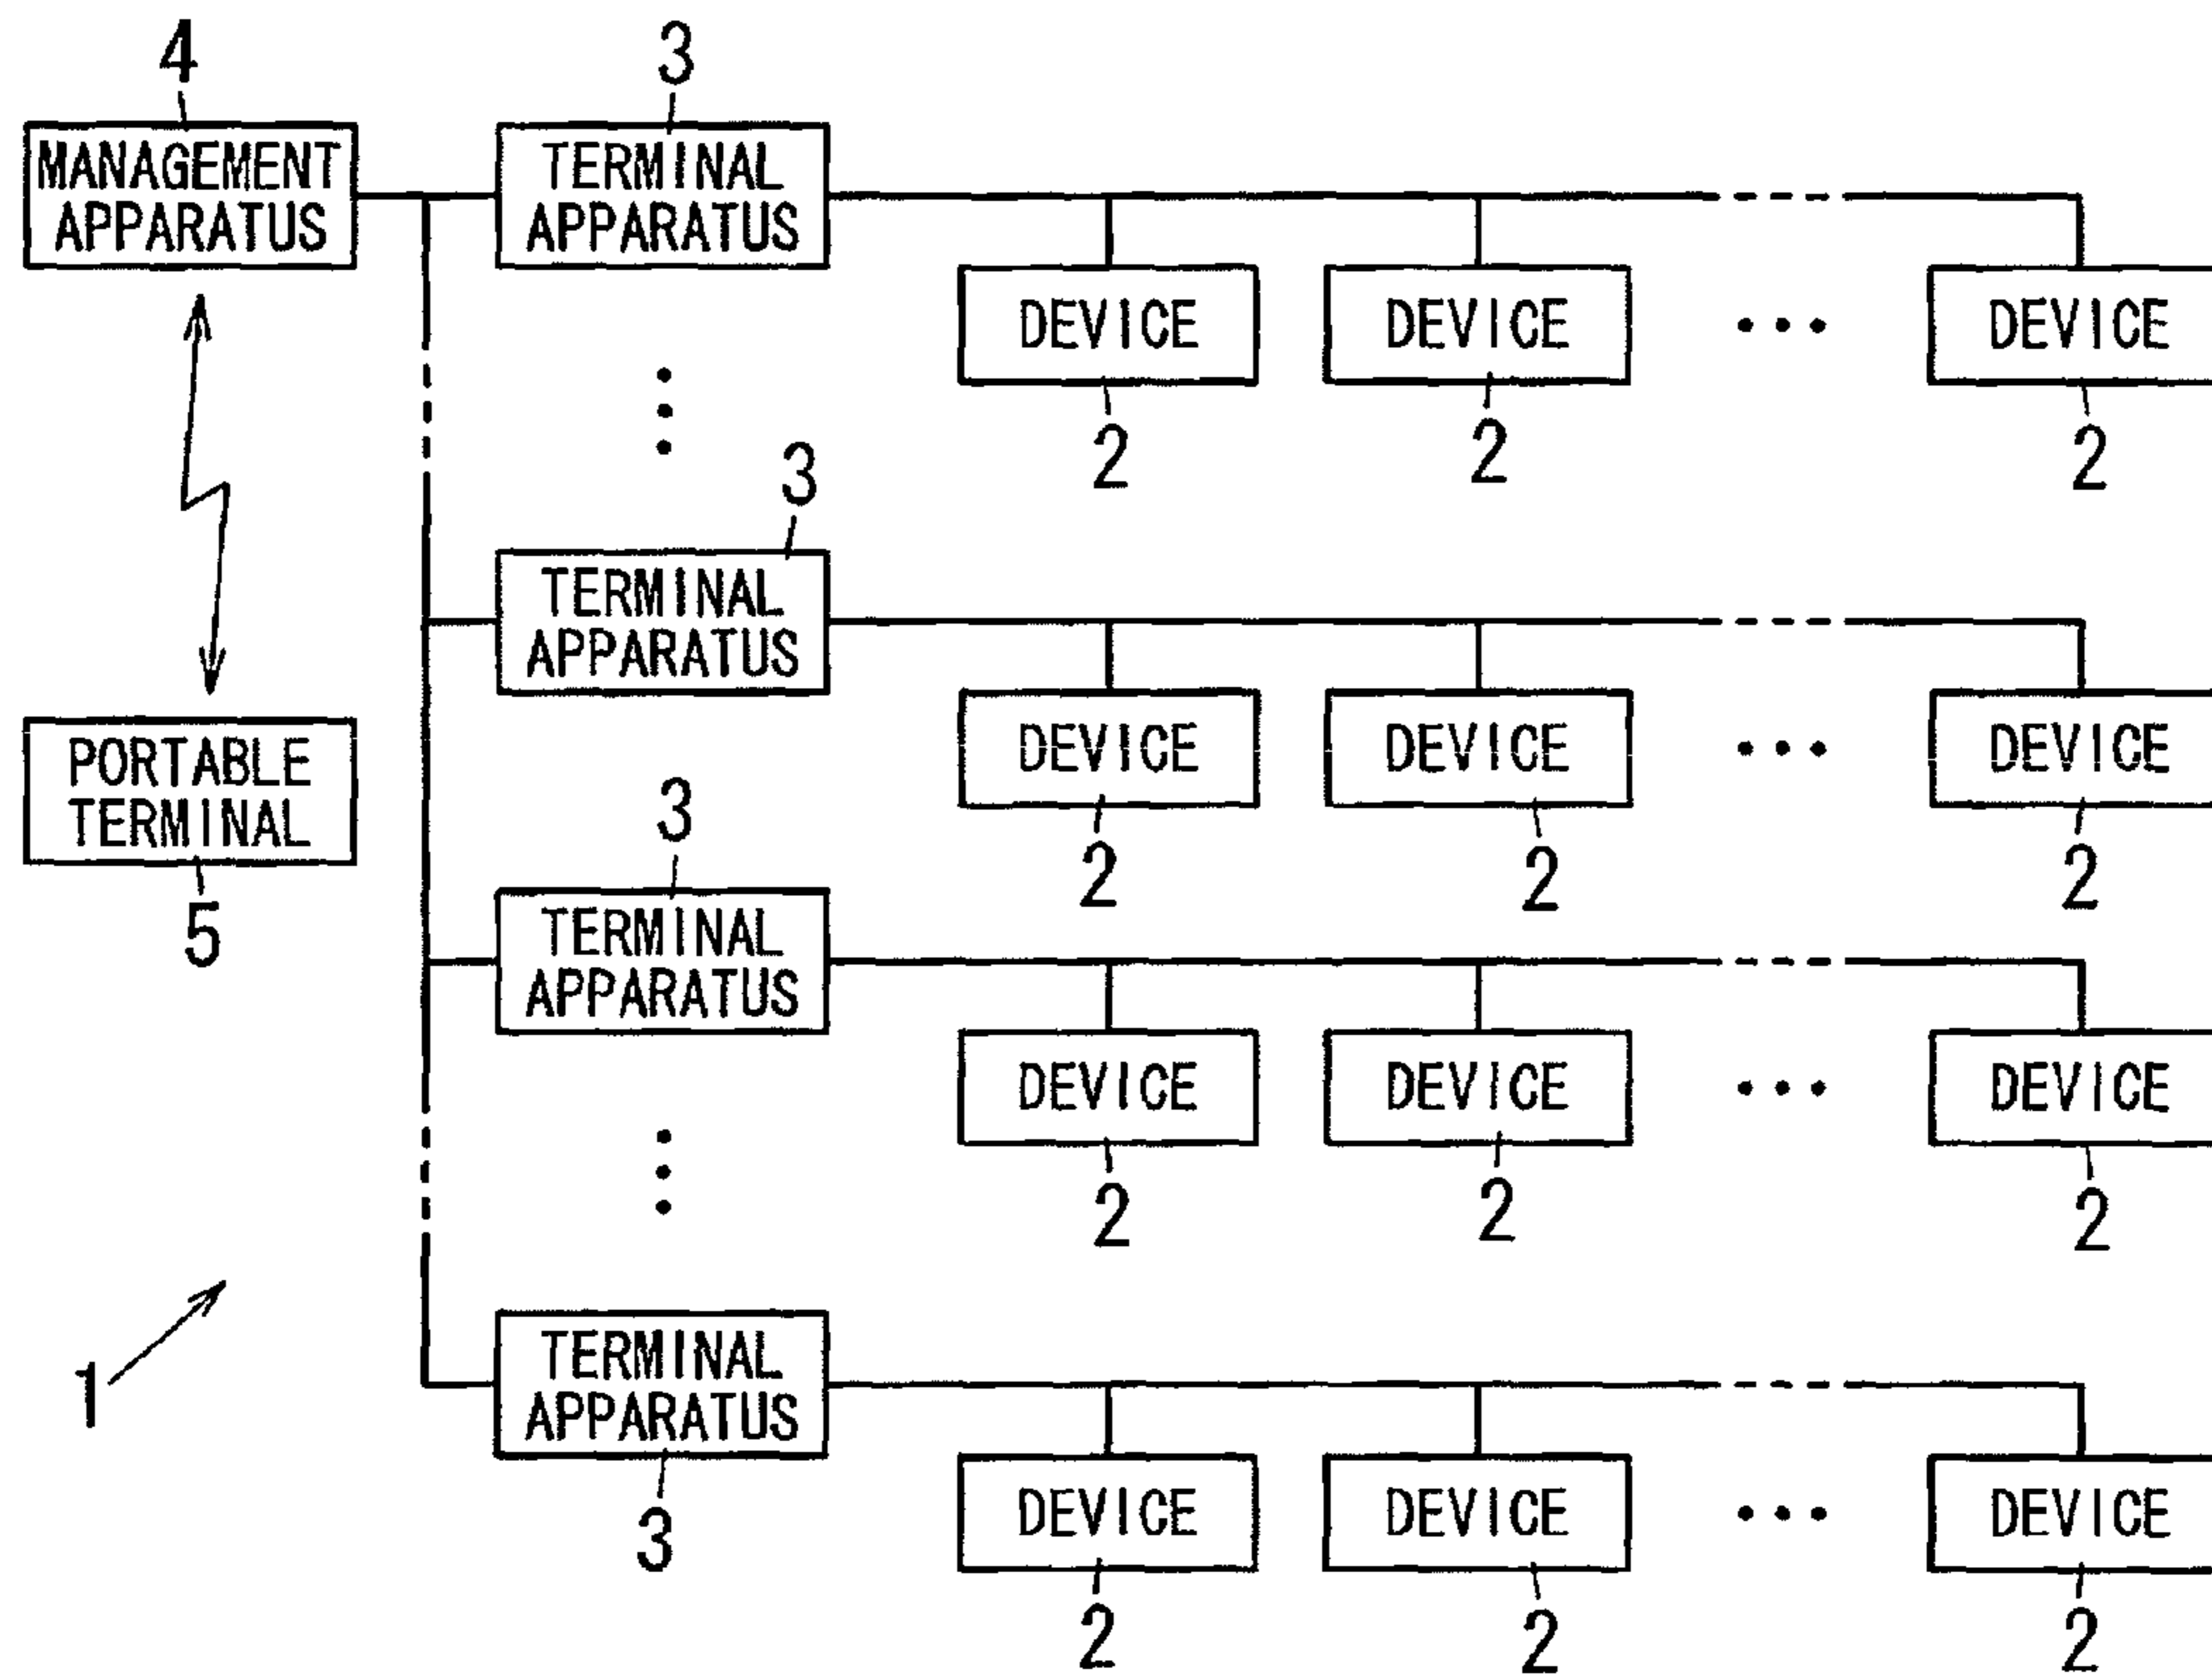 4
3
MANAGEMENT
APPARATUS
TERMINAL
APPARATUS
DEVICE
DEVICE
DEVICE
2
2
2
3
TERMINAL
APPARATUS
PORTABLE
TERMINAL
5
DEVICE
DEVICE
DEVICE
2
2
2
3
TERMINAL
APPARATUS
DEVICE
DEVICE
DEVICE
2
2
2
1
TERMINAL
APPARATUS
3
DEVICE
DEVICE
DEVICE
2
2
2